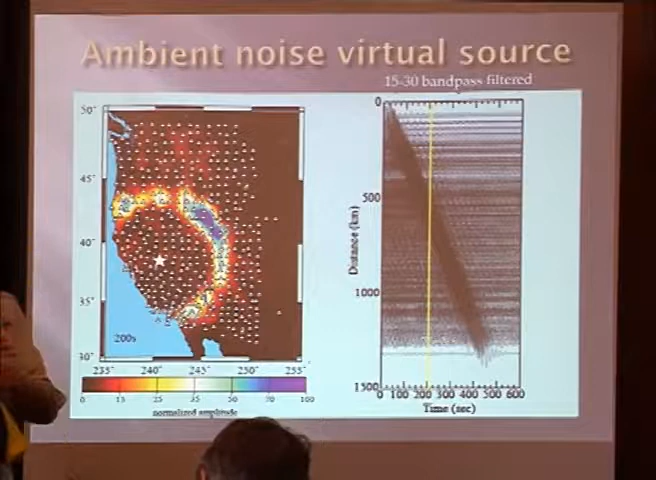 Ambient noise virtual source
15-30 bandpass filtered
50°
45°
40°
35°
30°
200s
235° 240° 245° 250° 255°
0 15 25 35 50 70 100
normalized amplitude
0
500
1000
1500
Distance (km)
0 100 200 300 400 500 600
Time (sec)